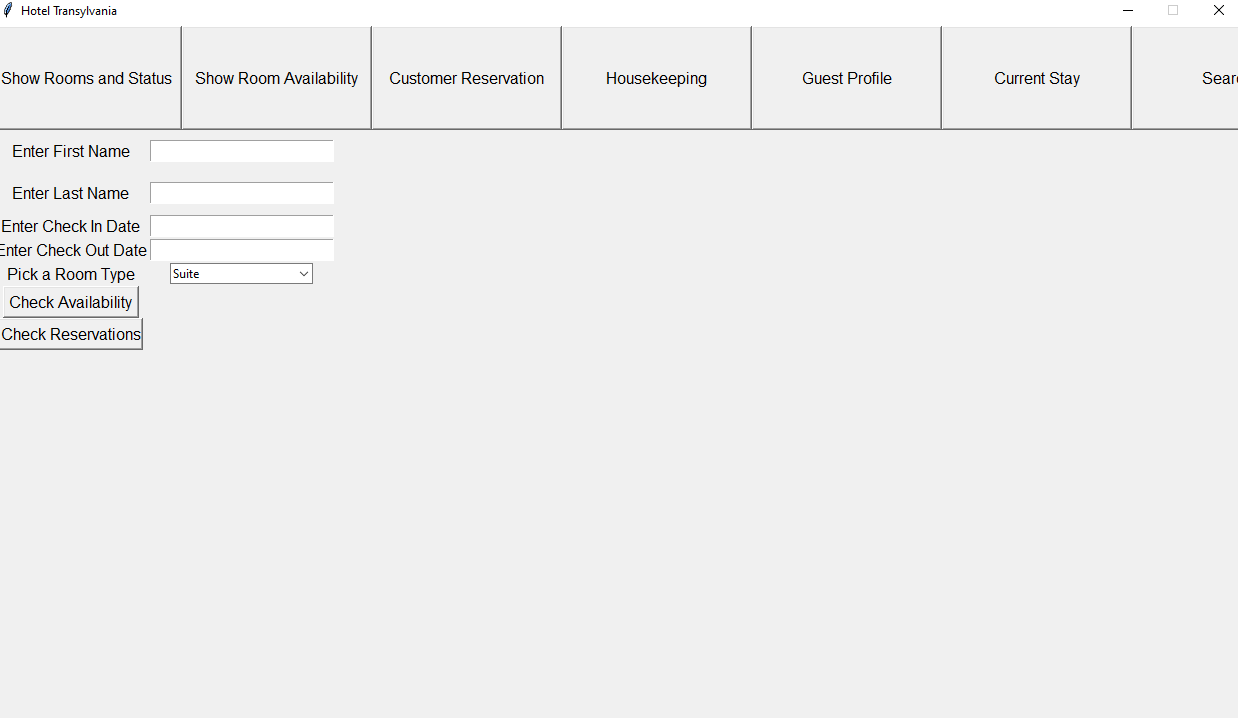 Hotel Transylvania
Show Rooms and Status
Show Room Availability
Customer Reservation
Housekeeping
Guest Profile
Current Stay
Sear
Enter First Name
Enter Last Name
Enter Check In Date
Enter Check Out Date
Pick a Room Type
Suite
Check Availability
Check Reservations